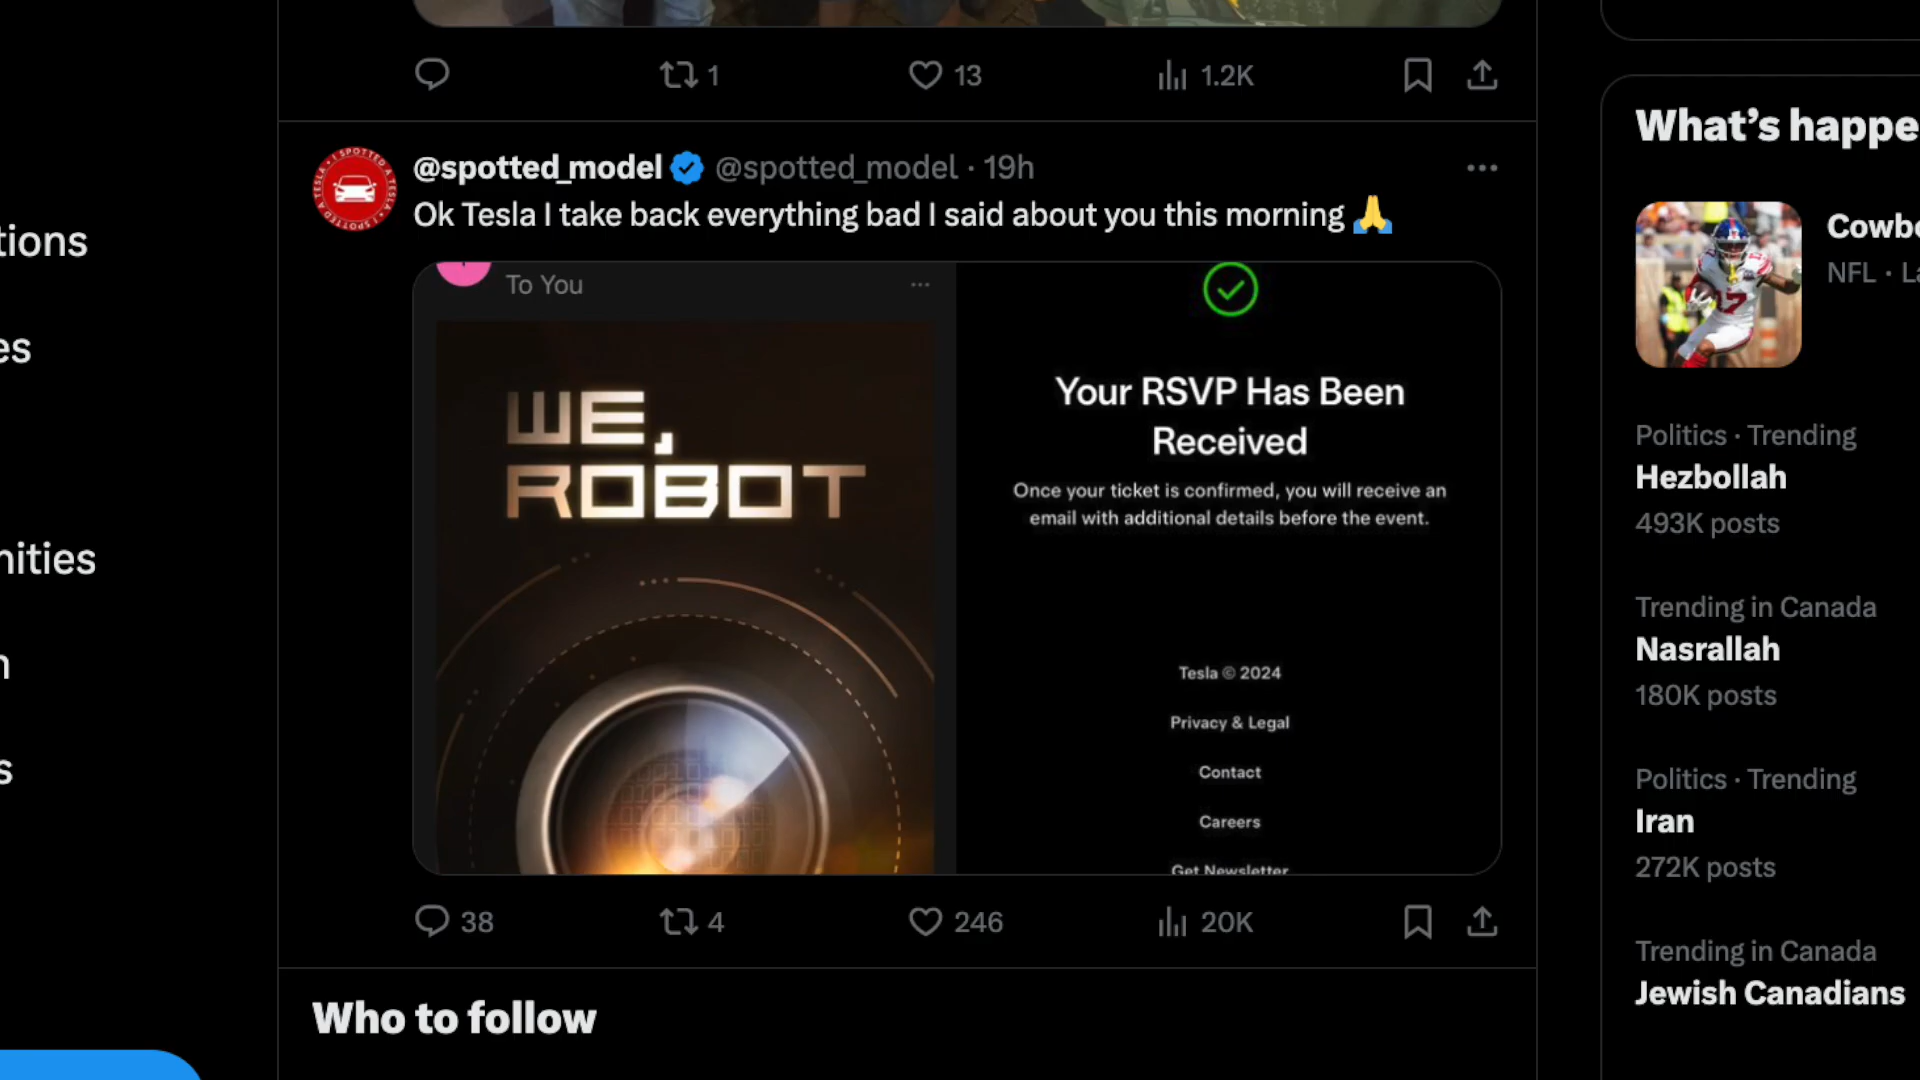 1
13
1.2K
@spotted_model @spotted_model · 19h
Ok Tesla I take back everything bad I said about you this morning 🙏
To You
WE,
ROBOT
Your RSVP Has Been
Received
Once your ticket is confirmed, you will receive an
email with additional details before the event.
Tesla © 2024
Privacy & Legal
Contact
Careers
Get Newsletter
38
4
246
20K
Who to follow
tions
es
nities
n
s
What’s happe
Cowbo
NFL · La
Politics · Trending
Hezbollah
493K posts
Trending in Canada
Nasrallah
180K posts
Politics · Trending
Iran
272K posts
Trending in Canada
Jewish Canadians